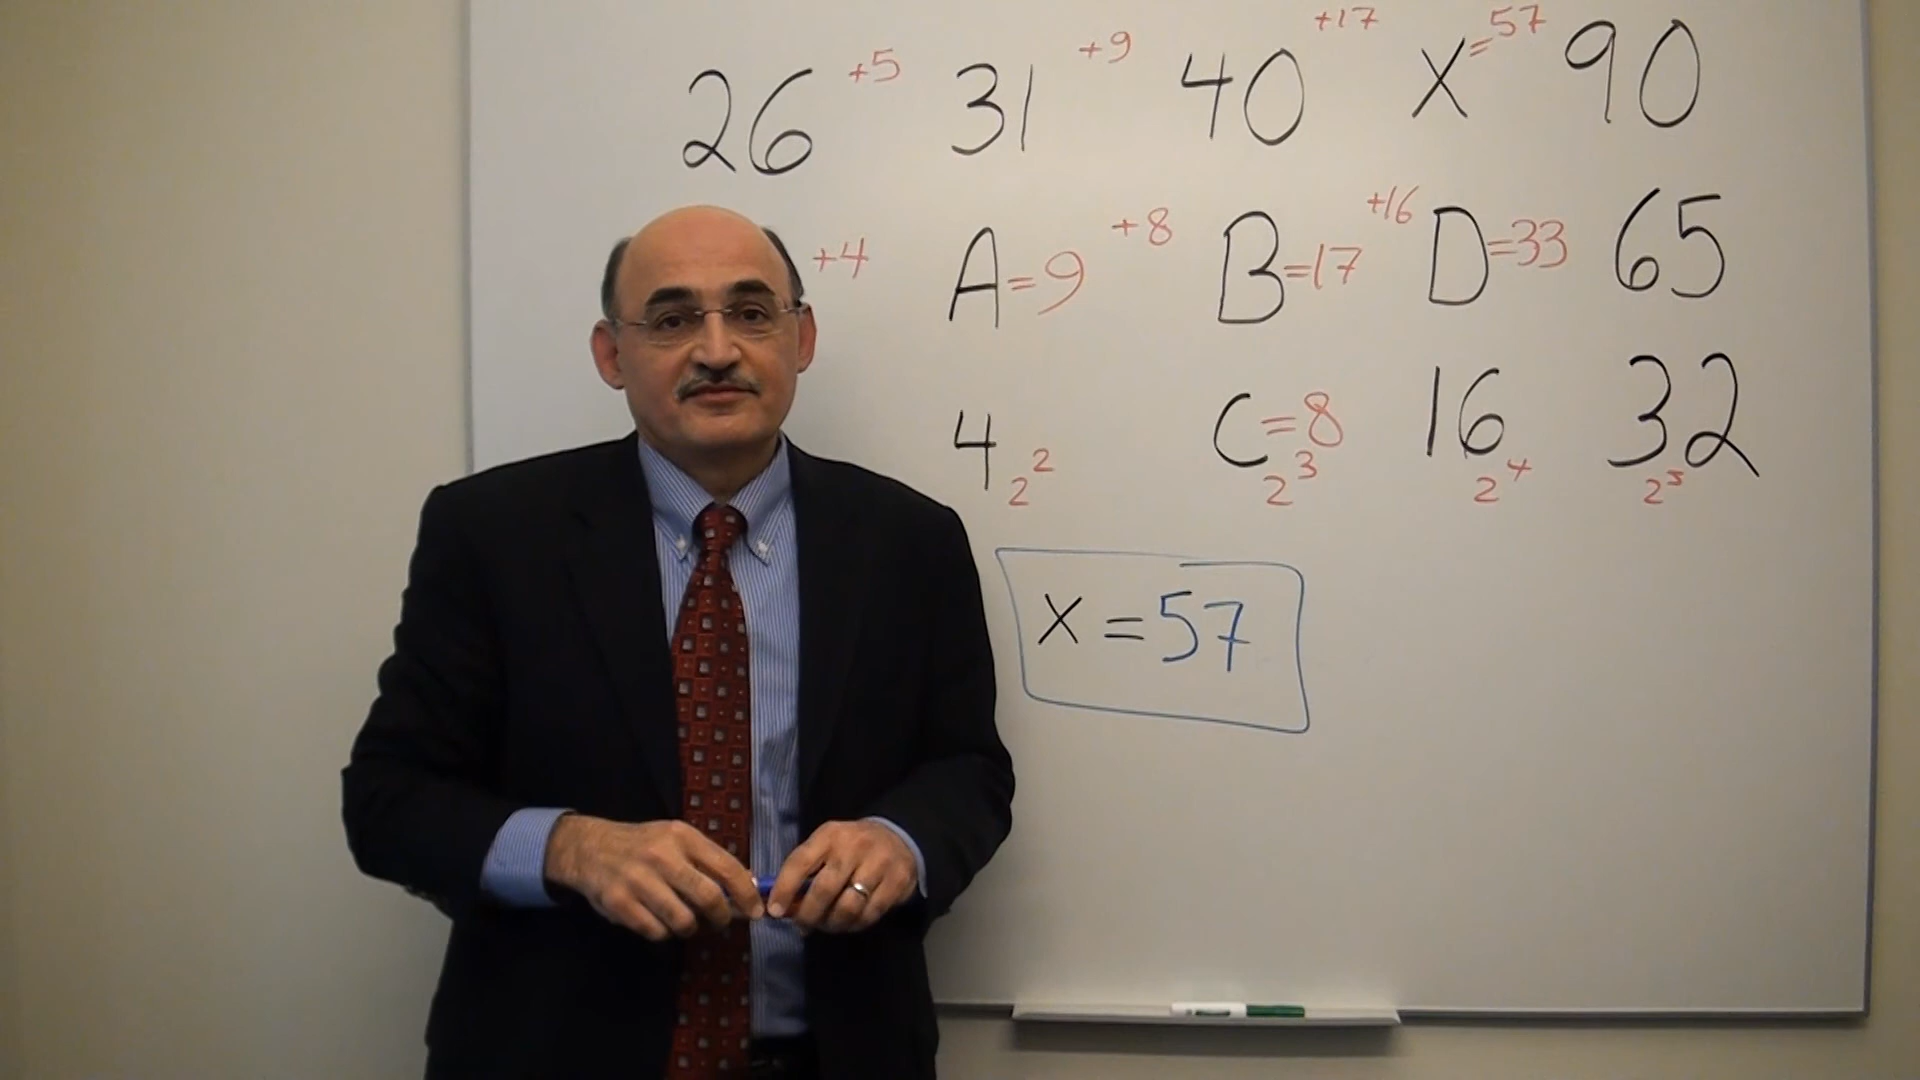 26 +5 31 +9 40 +17 X=57 90
+4 A=9 +8 B=17 +16 D=33 65
4 C=8 16 32
2² 2³ 2⁴ 2⁵
X=57